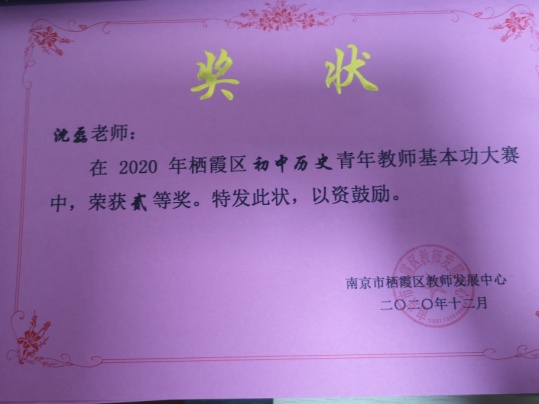 奖状
沈磊老师：
在 2020 年栖霞区初中历史青年教师基本功大赛
中，荣获贰等奖。特发此状，以资鼓励。
南京市栖霞区教师发展中心
二〇二〇年十二月